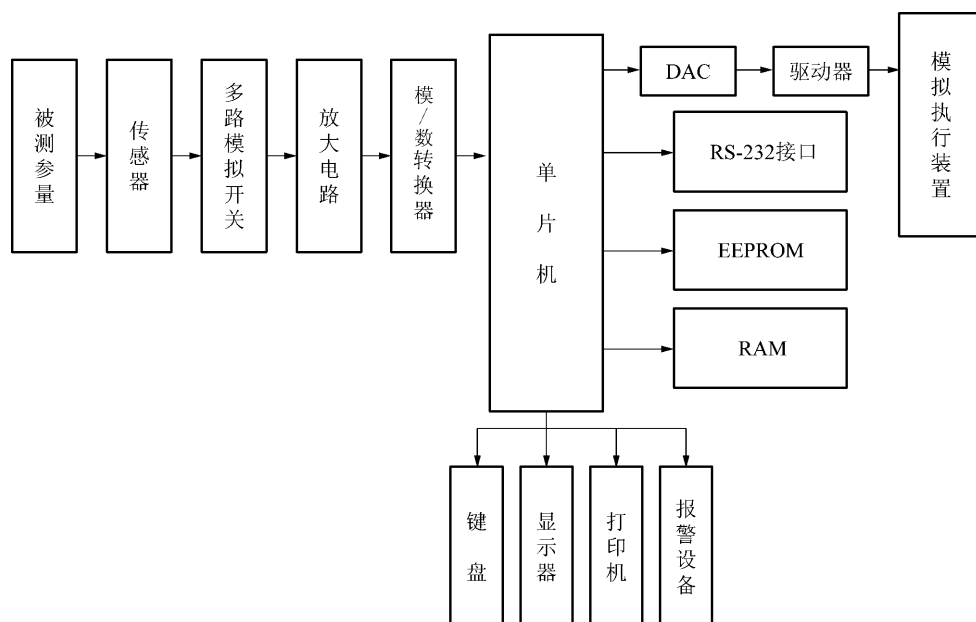 被测参量
传感器
多路模拟开关
放大电路
模/数转换器
单片机
DAC
驱动器
模拟执行装置
RS-232接口
EEPROM
RAM
键盘
显示器
打印机
报警设备